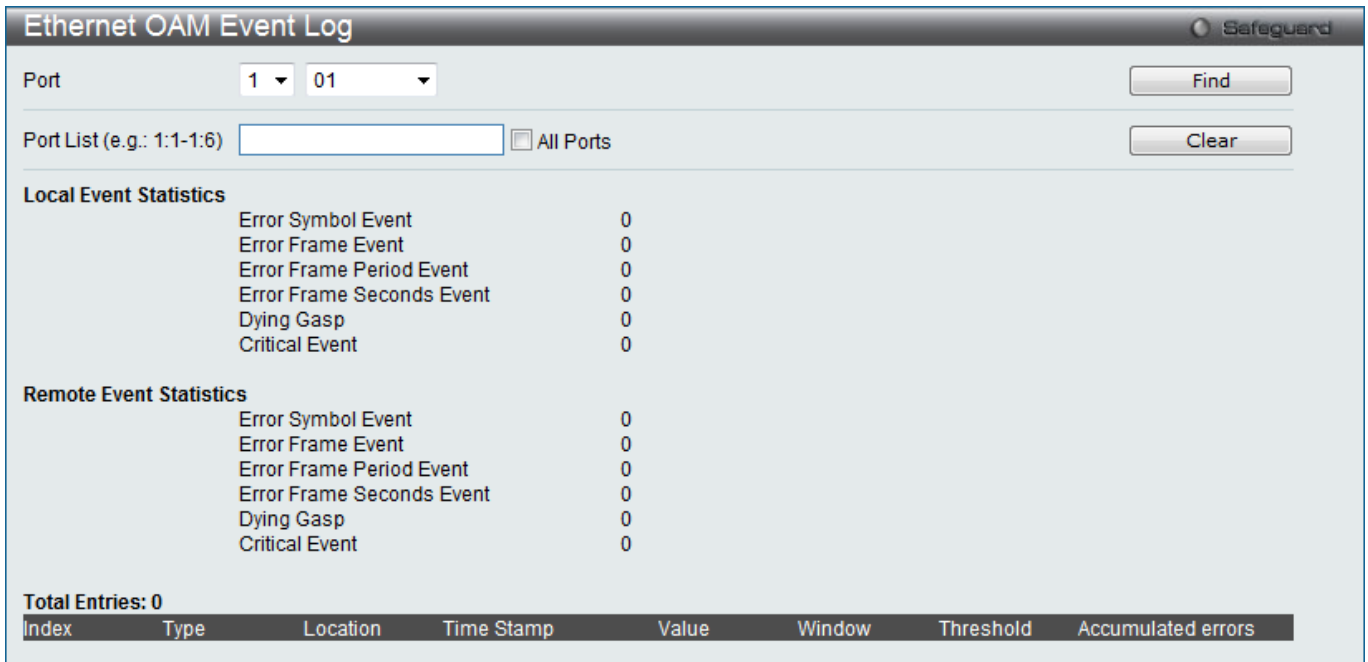 Ethernet OAM Event Log Safeguard
Port 1 01 Find
Port List (e.g.: 1:1-1:6) All Ports Clear
Local Event Statistics
Error Symbol Event 0
Error Frame Event 0
Error Frame Period Event 0
Error Frame Seconds Event 0
Dying Gasp 0
Critical Event 0
Remote Event Statistics
Error Symbol Event 0
Error Frame Event 0
Error Frame Period Event 0
Error Frame Seconds Event 0
Dying Gasp 0
Critical Event 0
Total Entries: 0
Index Type Location Time Stamp Value Window Threshold Accumulated errors